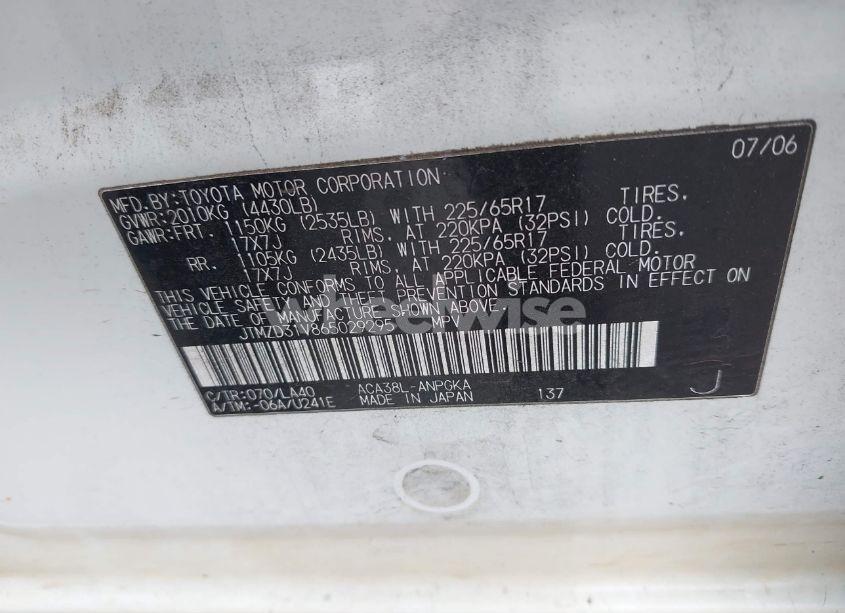 07/06
MFD.BY:TOYOTA MOTOR CORPORATION
GVWR:2010KG (4430LB)
GAWR:FRT. 1150KG (2535LB) WITH 225/65R17 TIRES.
17X7J RIMS, AT 220KPA (32PSI) COLD.
RR. 1105KG (2435LB) WITH 225/65R17 TIRES.
17X7J RIMS, AT 220KPA (32PSI) COLD.
THIS VEHICLE CONFORMS TO ALL APPLICABLE FEDERAL MOTOR
VEHICLE SAFETY AND THEFT PREVENTION STANDARDS IN EFFECT ON
THE DATE OF MANUFACTURE SHOWN ABOVE.
JTMZD31V865029295 MPV
C/TR:070/LA40 ACA38L-ANPGKA
A/TM:-06A/U241E MADE IN JAPAN 137
J
wheelwise